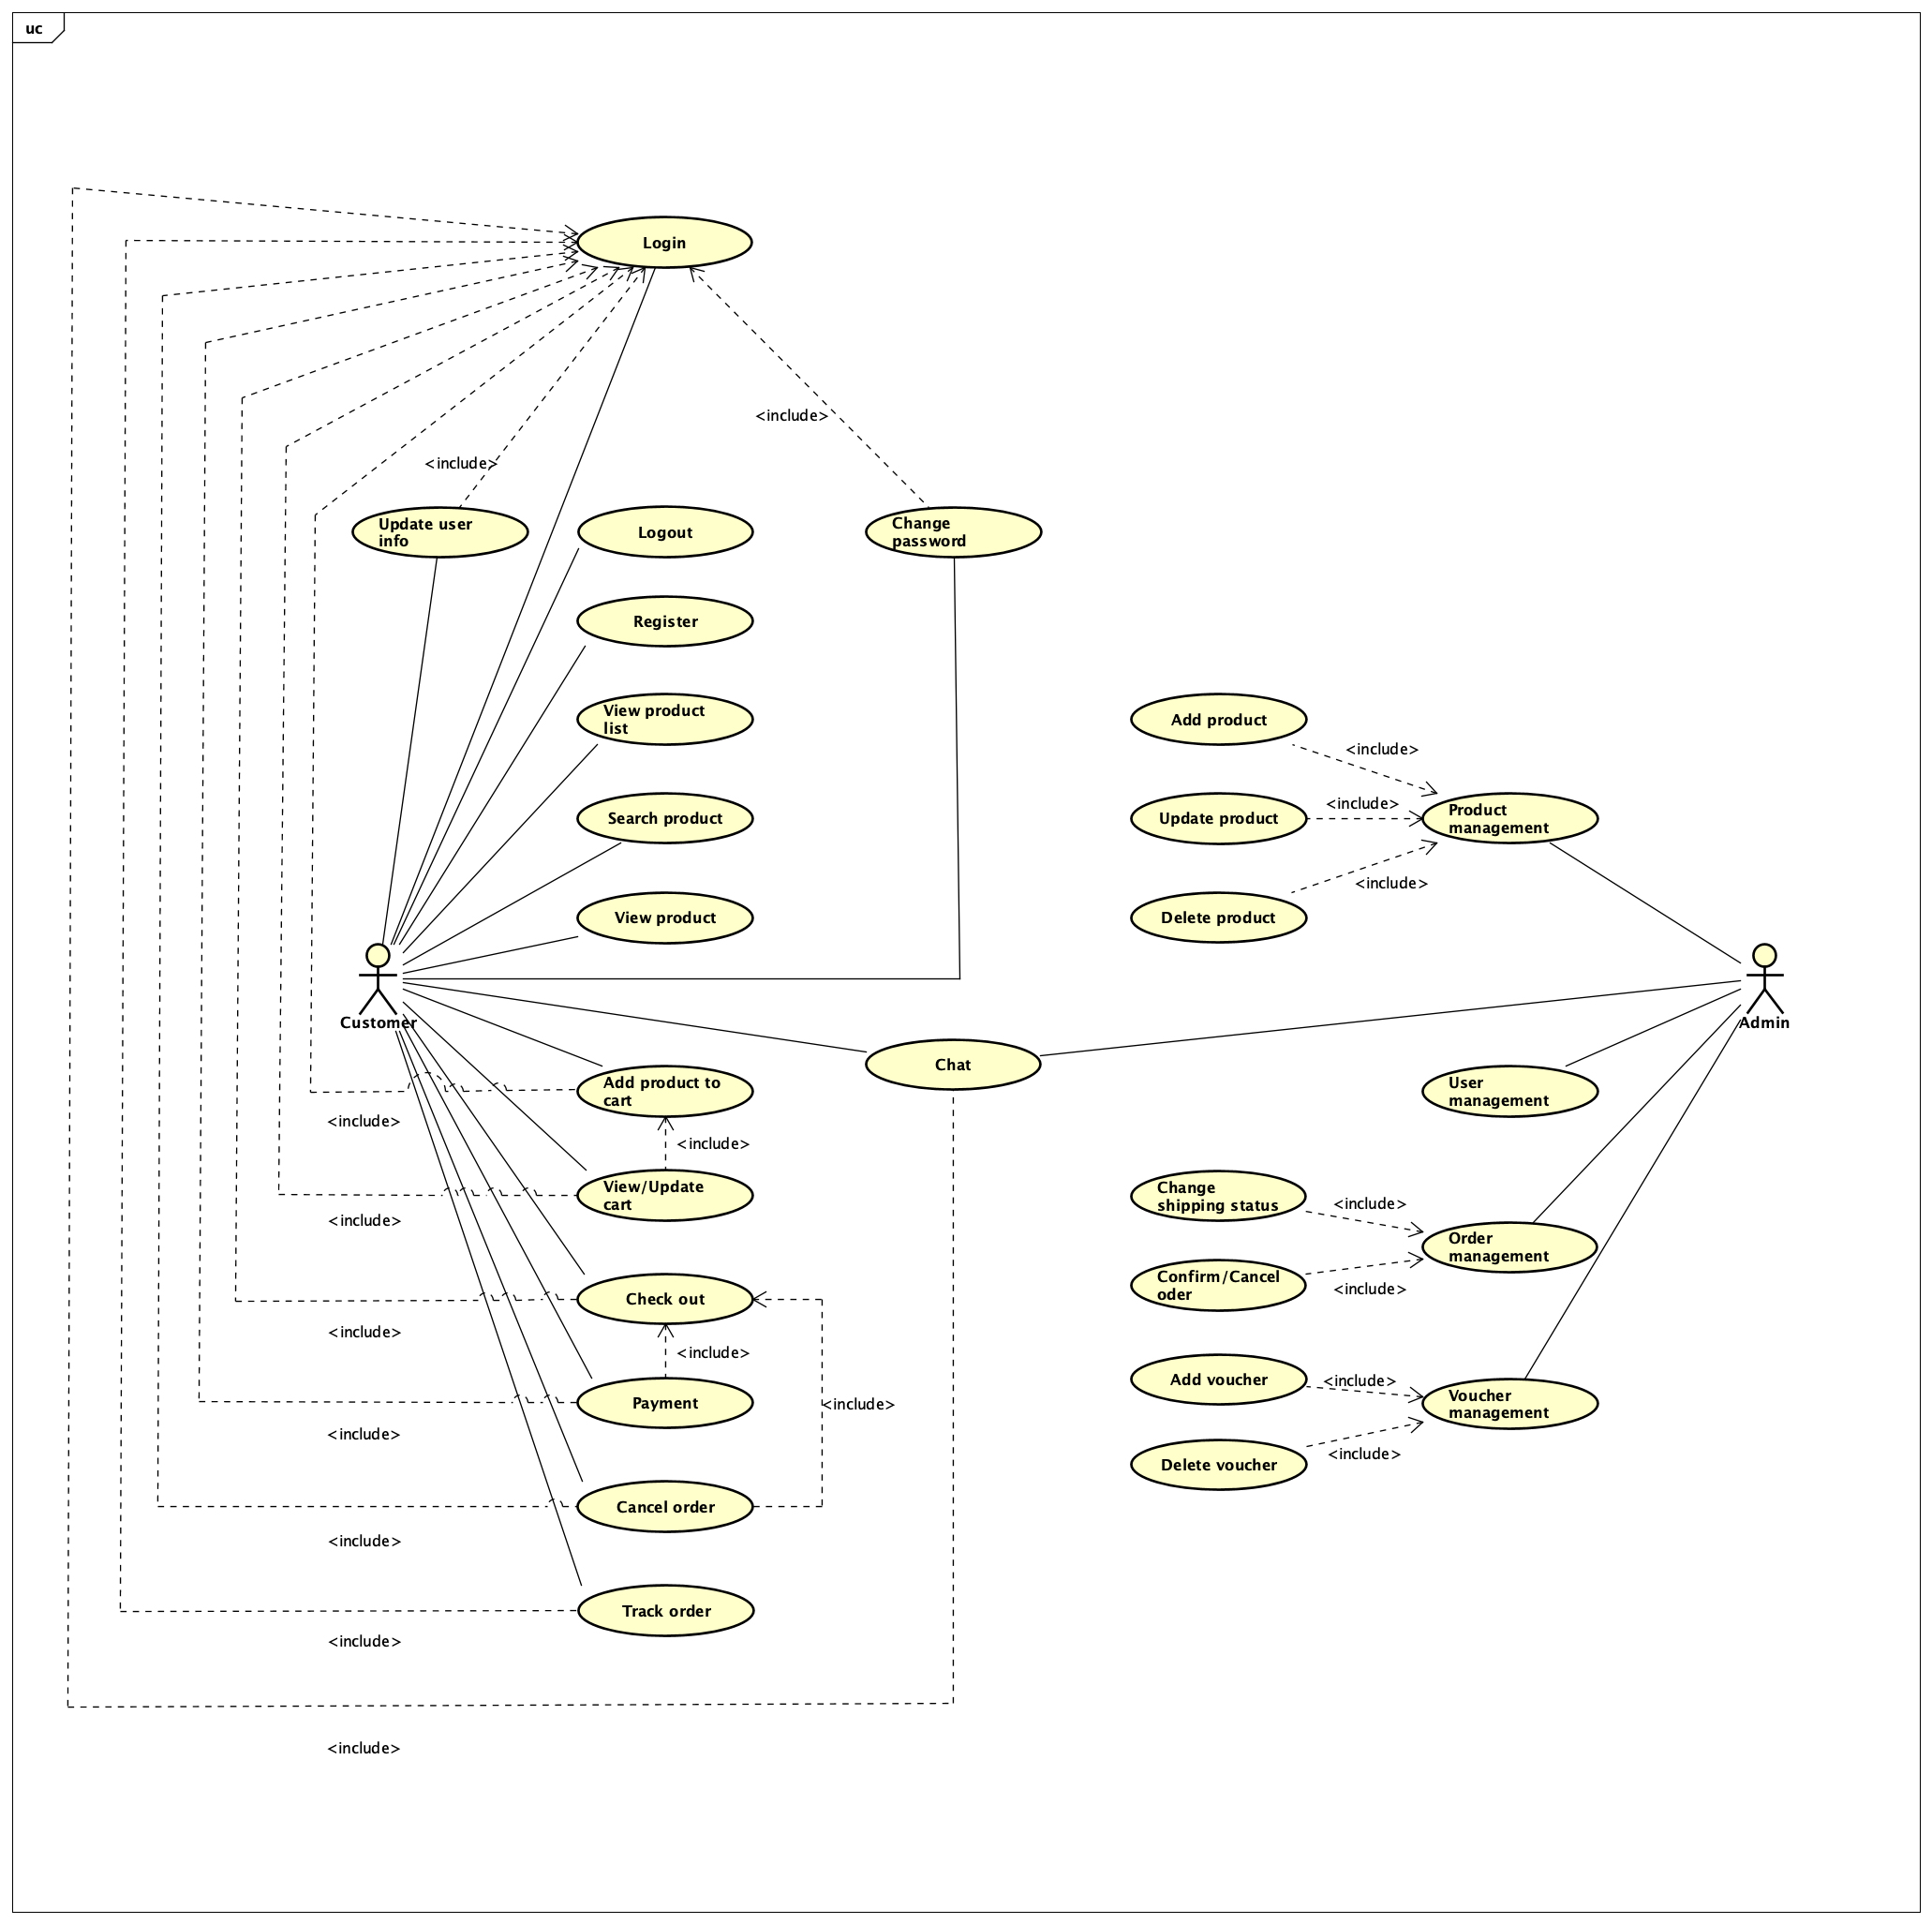 uc
Login
<include>
<include>
Update user
info
Logout
Change
password
Register
View product
list
Add product
<include>
Search product
Update product
<include>
Product
management
<include>
View product
Delete product
Customer
Admin
Chat
Add product to
cart
User
management
<include>
<include>
View/Update
cart
Change
shipping status
<include>
<include>
Order
management
Confirm/Cancel
oder
<include>
Check out
<include>
<include>
Add voucher
<include>
Payment
<include>
Voucher
management
<include>
<include>
Delete voucher
Cancel order
<include>
Track order
<include>
<include>